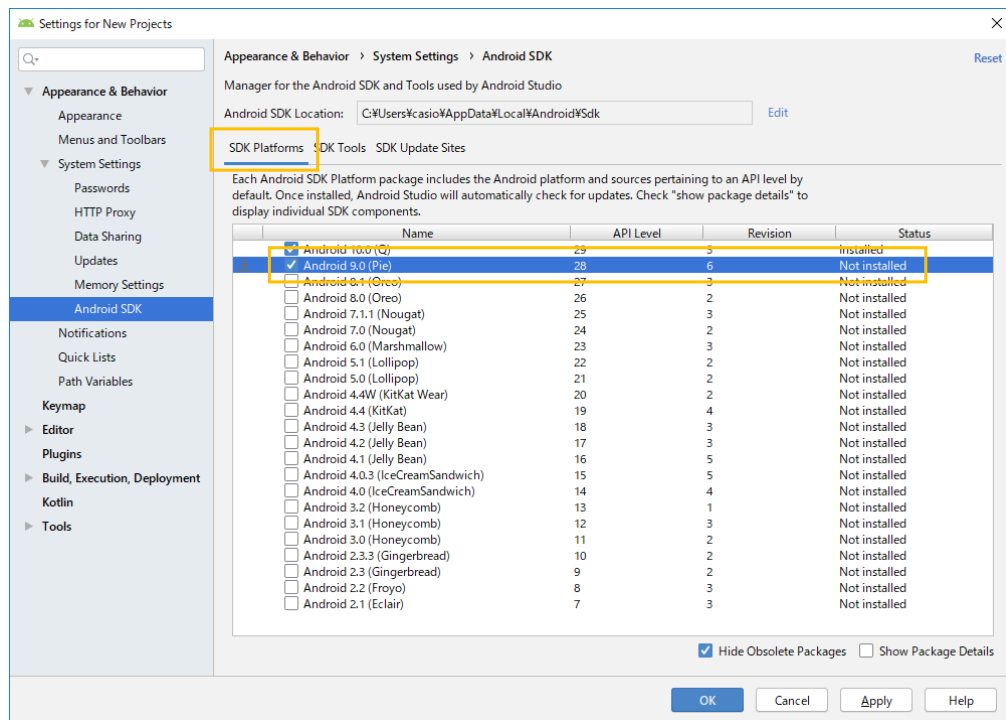 Settings for New Projects
Appearance & Behavior › System Settings › Android SDK
Reset
Appearance & Behavior
Appearance
Menus and Toolbars
System Settings
Passwords
HTTP Proxy
Data Sharing
Updates
Memory Settings
Android SDK
Notifications
Quick Lists
Path Variables
Keymap
Editor
Plugins
Build, Execution, Deployment
Kotlin
Tools
Manager for the Android SDK and Tools used by Android Studio
Android SDK Location: C:¥Users¥casio¥AppData¥Local¥Android¥Sdk Edit
SDK Platforms SDK Tools SDK Update Sites
Each Android SDK Platform package includes the Android platform and sources pertaining to an API level by
default. Once installed, Android Studio will automatically check for updates. Check "show package details" to
display individual SDK components.
Name API Level Revision Status
Android 10.0 (Q) 29 3 Installed
Android 9.0 (Pie) 28 6 Not installed
Android 8.1 (Oreo) 27 3 Not installed
Android 8.0 (Oreo) 26 2 Not installed
Android 7.1.1 (Nougat) 25 3 Not installed
Android 7.0 (Nougat) 24 2 Not installed
Android 6.0 (Marshmallow) 23 3 Not installed
Android 5.1 (Lollipop) 22 2 Not installed
Android 5.0 (Lollipop) 21 2 Not installed
Android 4.4W (KitKat Wear) 20 2 Not installed
Android 4.4 (KitKat) 19 4 Not installed
Android 4.3 (Jelly Bean) 18 3 Not installed
Android 4.2 (Jelly Bean) 17 3 Not installed
Android 4.1 (Jelly Bean) 16 5 Not installed
Android 4.0.3 (IceCreamSandwich) 15 5 Not installed
Android 4.0 (IceCreamSandwich) 14 4 Not installed
Android 3.2 (Honeycomb) 13 1 Not installed
Android 3.1 (Honeycomb) 12 3 Not installed
Android 3.0 (Honeycomb) 11 2 Not installed
Android 2.3.3 (Gingerbread) 10 2 Not installed
Android 2.3 (Gingerbread) 9 2 Not installed
Android 2.2 (Froyo) 8 3 Not installed
Android 2.1 (Eclair) 7 3 Not installed
Hide Obsolete Packages Show Package Details
OK Cancel Apply Help